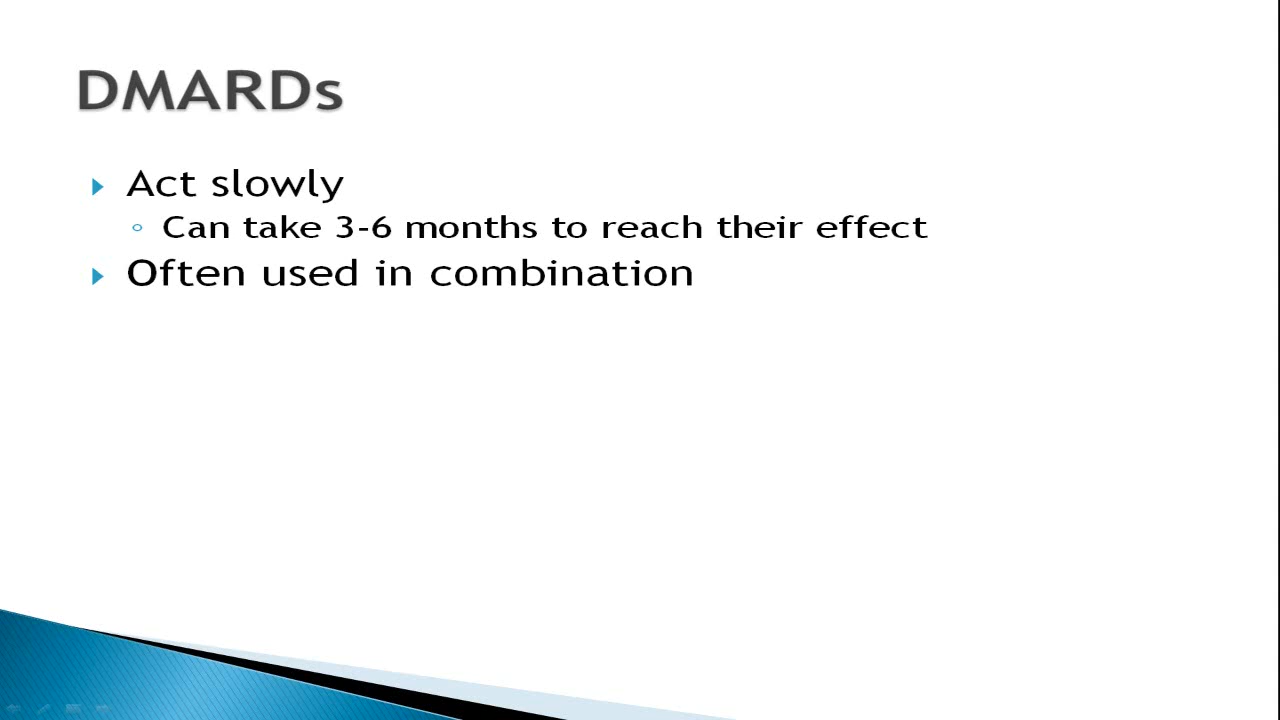 DMARDs
Act slowly
Can take 3-6 months to reach their effect
Often used in combination